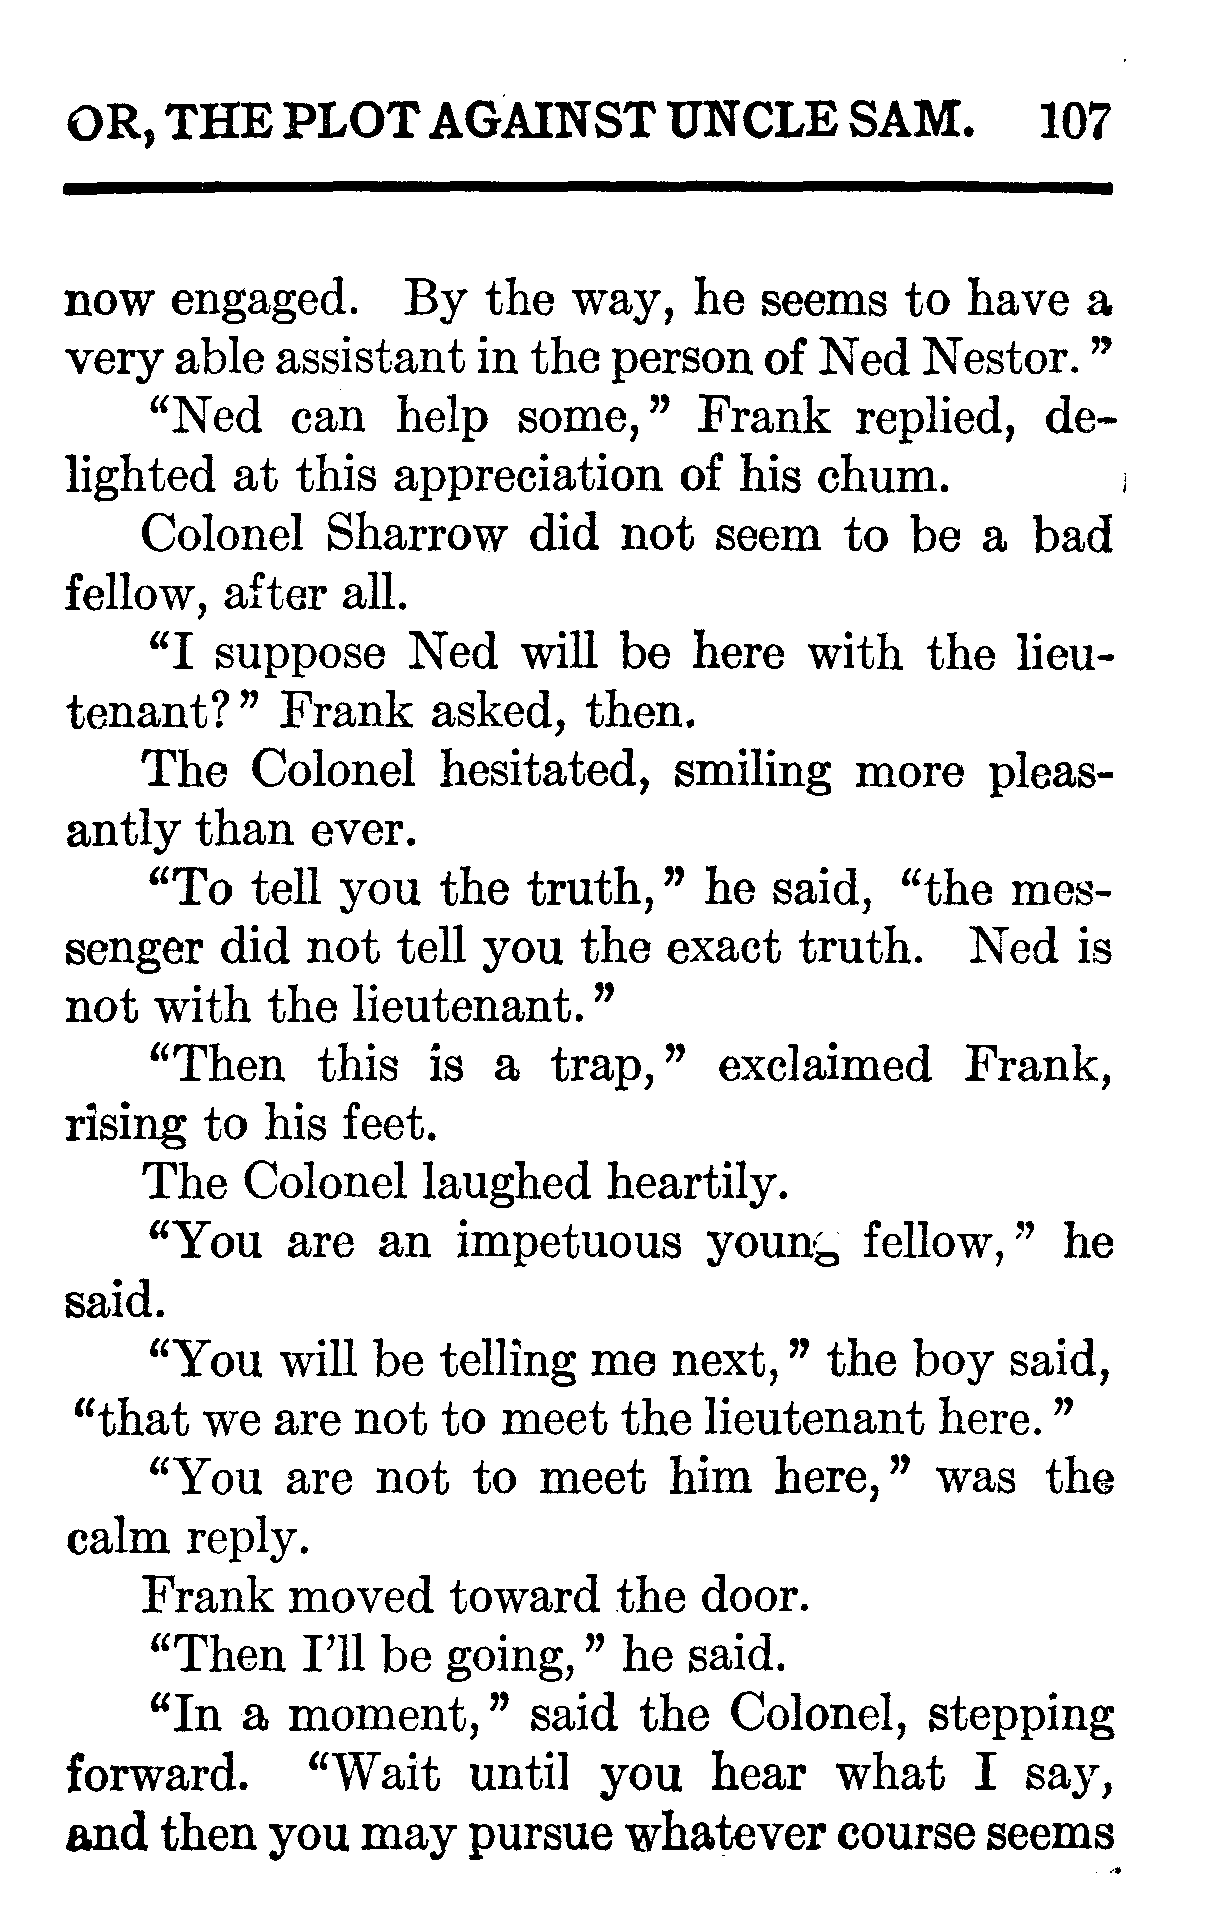 OR, THE PLOT AGAINST UNCLE SAM. 107
now engaged. By the way, he seems to have a
very able assistant in the person of Ned Nestor.”
“Ned can help some,” Frank replied, de-
lighted at this appreciation of his chum.
Colonel Sharrow did not seem to be a bad
fellow, after all.
“I suppose Ned will be here with the lieu-
tenant?” Frank asked, then.
The Colonel hesitated, smiling more pleas-
antly than ever.
“To tell you the truth,” he said, “the mes-
senger did not tell you the exact truth. Ned is
not with the lieutenant.”
“Then this is a trap,” exclaimed Frank,
rising to his feet.
The Colonel laughed heartily.
“You are an impetuous young fellow,” he
said.
“You will be telling me next,” the boy said,
“that we are not to meet the lieutenant here.”
“You are not to meet him here,” was the
calm reply.
Frank moved toward the door.
“Then I’ll be going,” he said.
“In a moment,” said the Colonel, stepping
forward. “Wait until you hear what I say,
and then you may pursue whatever course seems